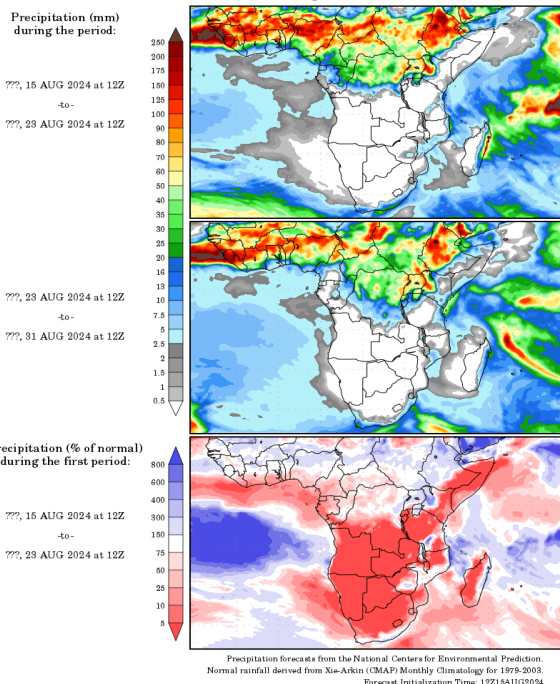 Precipitation (mm)
during the period:
250
200
175
150
125
100
90
80
70
60
50
40
35
30
25
20
16
13
10
7.5
5
2.5
2
1.5
1
0.5
???, 15 AUG 2024 at 12Z
-to-
???, 23 AUG 2024 at 12Z
???, 23 AUG 2024 at 12Z
-to-
???, 31 AUG 2024 at 12Z
recipitation (% of normal)
during the first period:
800
600
400
300
150
75
50
25
10
5
???, 15 AUG 2024 at 12Z
-to-
???, 23 AUG 2024 at 12Z
Precipitation forecasts from the National Centers for Environmental Prediction.
Normal rainfall derived from Xie-Arkin (CMAP) Monthly Climatology for 1979-2003.
Forecast Initialization Time: 12Z15AUG2024